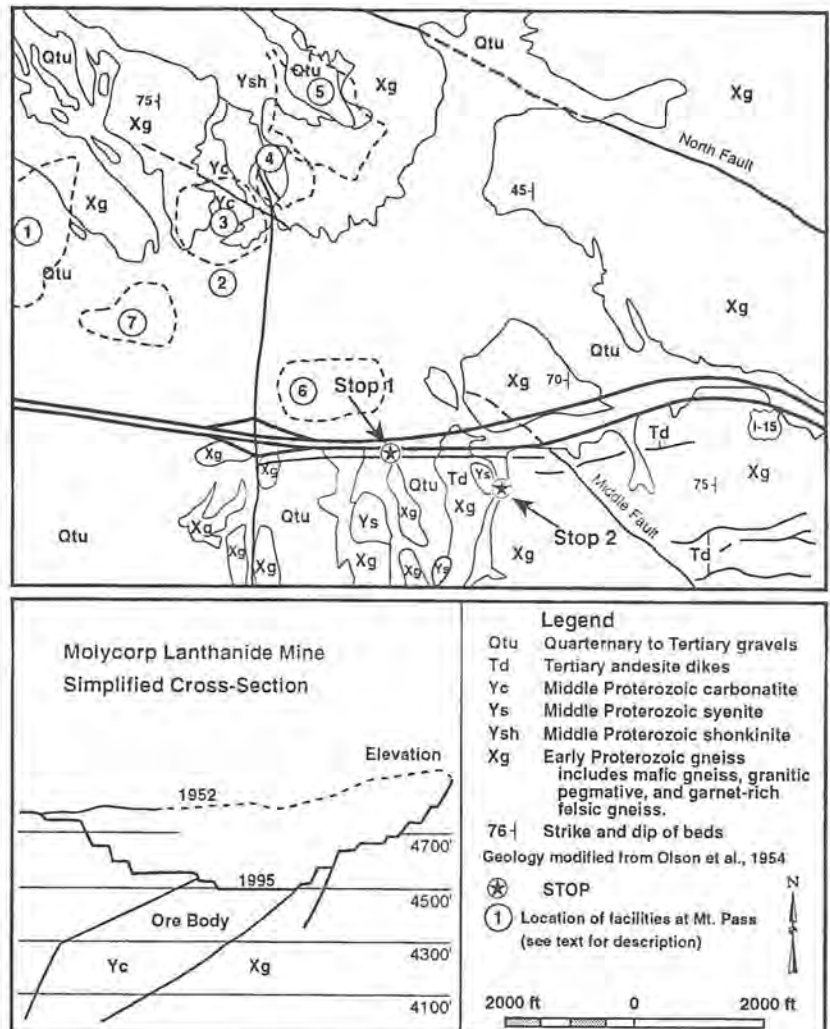 Qtu
Qtu
Qtu
Ysh
5
Xg
Xg
75
Xg
North Fault
4
Yc
Yc
3
45
Xg
1
Qtu
2
Xg
7
Qtu
6
Stop 1
Xg
70
I-15
Td
Xg
Xg
Qtu
Td
Ys
Middle Fault
75
Xg
Qtu
Ys
Xg
Xg
Stop 2
Qtu
Xg
Xg
Xg
Xg
Xg
Ys
Xg
Td
Molycorp Lanthanide Mine
Simplified Cross-Section
Elevation
1952
4700'
1995
4500'
Ore Body
4300'
Yc
Xg
4100'
Legend
Qtu Quarternary to Tertiary gravels
Td Tertiary andesite dikes
Yc Middle Proterozoic carbonatite
Ys Middle Proterozoic syenite
Ysh Middle Proterozoic shonkinite
Xg Early Proterozoic gneiss
includes mafic gneiss, granitic
pegmative, and garnet-rich
felsic gneiss.
76 Strike and dip of beds
Geology modified from Olson et al., 1954
STOP
N
1 Location of facilities at Mt. Pass
(see text for description)
2000 ft 0 2000 ft